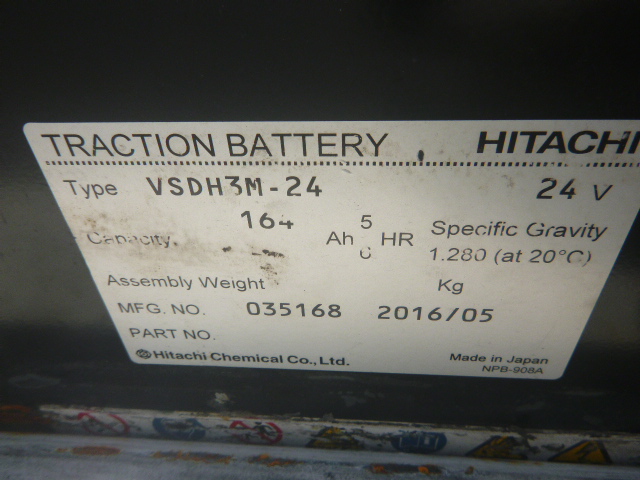 TRACTION BATTERY HITACHI
Type VSDH3M-24 24 V
Capacity 164 Ah 5 HR Specific Gravity
1.280 (at 20°C)
Assembly Weight Kg
MFG. NO. 035168 2016/05
PART NO.
Hitachi Chemical Co., Ltd. Made in Japan
NPB-908A